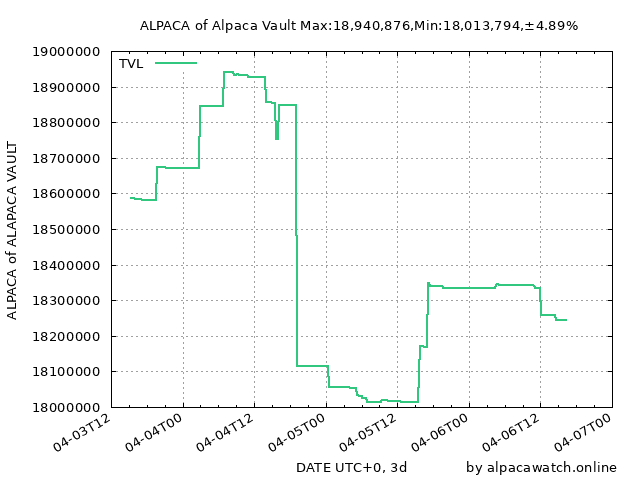 ALPACA of Alpaca Vault Max:18,940,876,Min:18,013,794,±4.89%
TVL
ALPACA of ALAPACA VAULT
19000000
18900000
18800000
18700000
18600000
18500000
18400000
18300000
18200000
18100000
18000000
04-03T12
04-04T00
04-04T12
04-05T00
04-05T12
04-06T00
04-06T12
04-07T00
DATE UTC+0, 3d
by alpacawatch.online